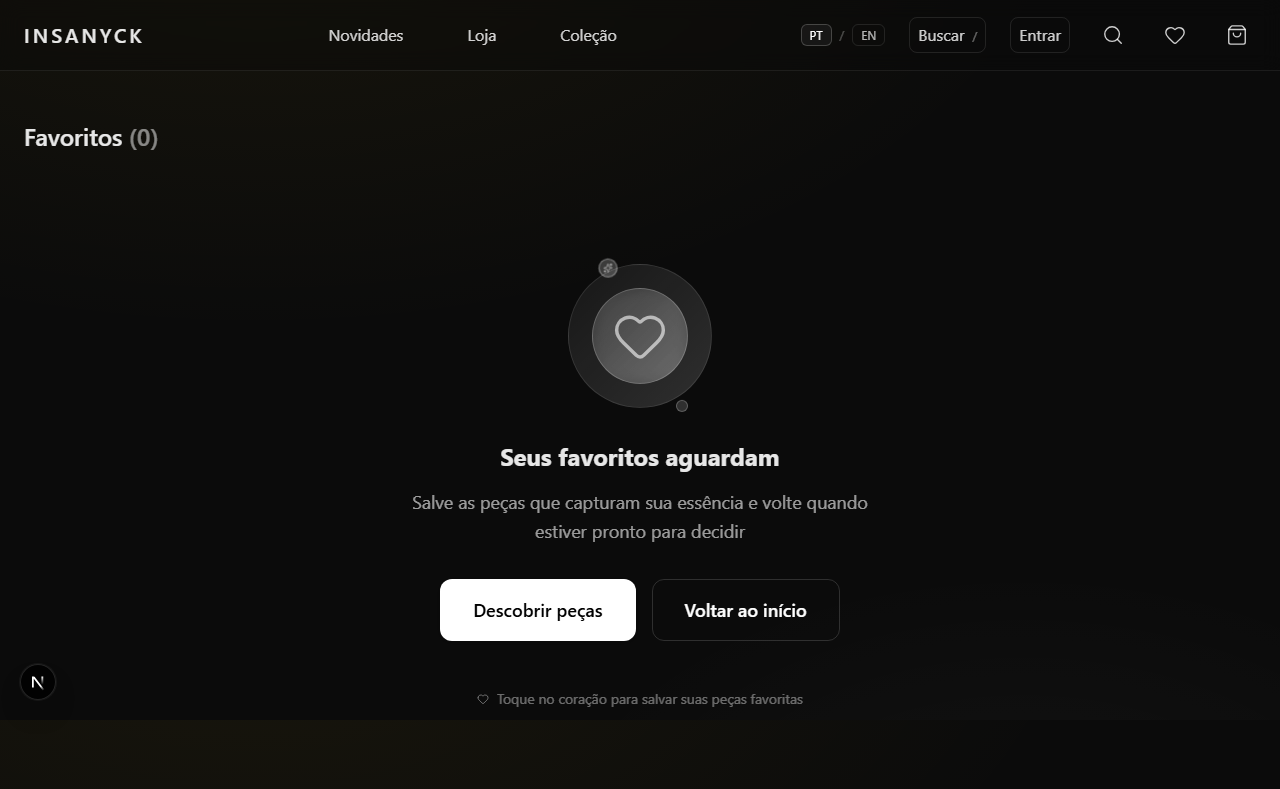 INSANYCK
Novidades
Loja
Coleção
PT / EN
Buscar /
Entrar
Favoritos (0)
Seus favoritos aguardam
Salve as peças que capturam sua essência e volte quando
estiver pronto para decidir
Descobrir peças
Voltar ao início
N
Toque no coração para salvar suas peças favoritas